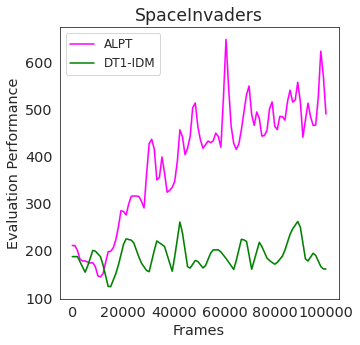 SpaceInvaders
ALPT
DT1-IDM
Evaluation Performance
600
500
400
300
200
100
0 20000 40000 60000 80000 100000
Frames